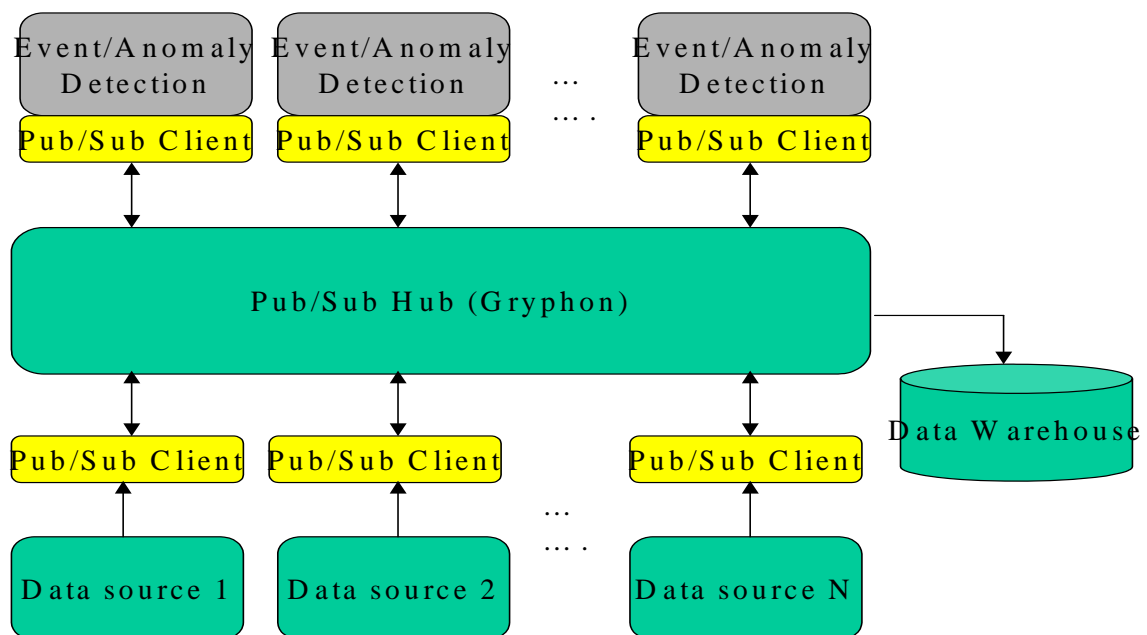 Event/Anomaly
Detection
Event/Anomaly
Detection
Event/Anomaly
Detection
...
... .
Pub/Sub Client
Pub/Sub Client
Pub/Sub Client
Pub/Sub Hub (Gryphon)
Data Warehouse
Pub/Sub Client
Pub/Sub Client
Pub/Sub Client
...
... .
Data source 1
Data source 2
Data source N